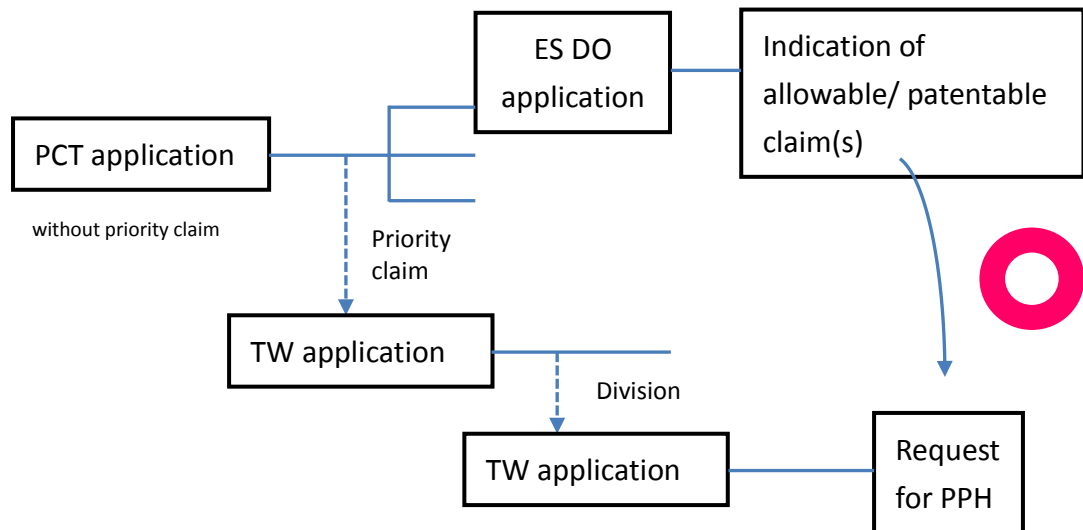 ES DO
application
Indication of
allowable/ patentable
claim(s)
PCT application
without priority claim
Priority
claim
TW application
Division
TW application
Request
for PPH